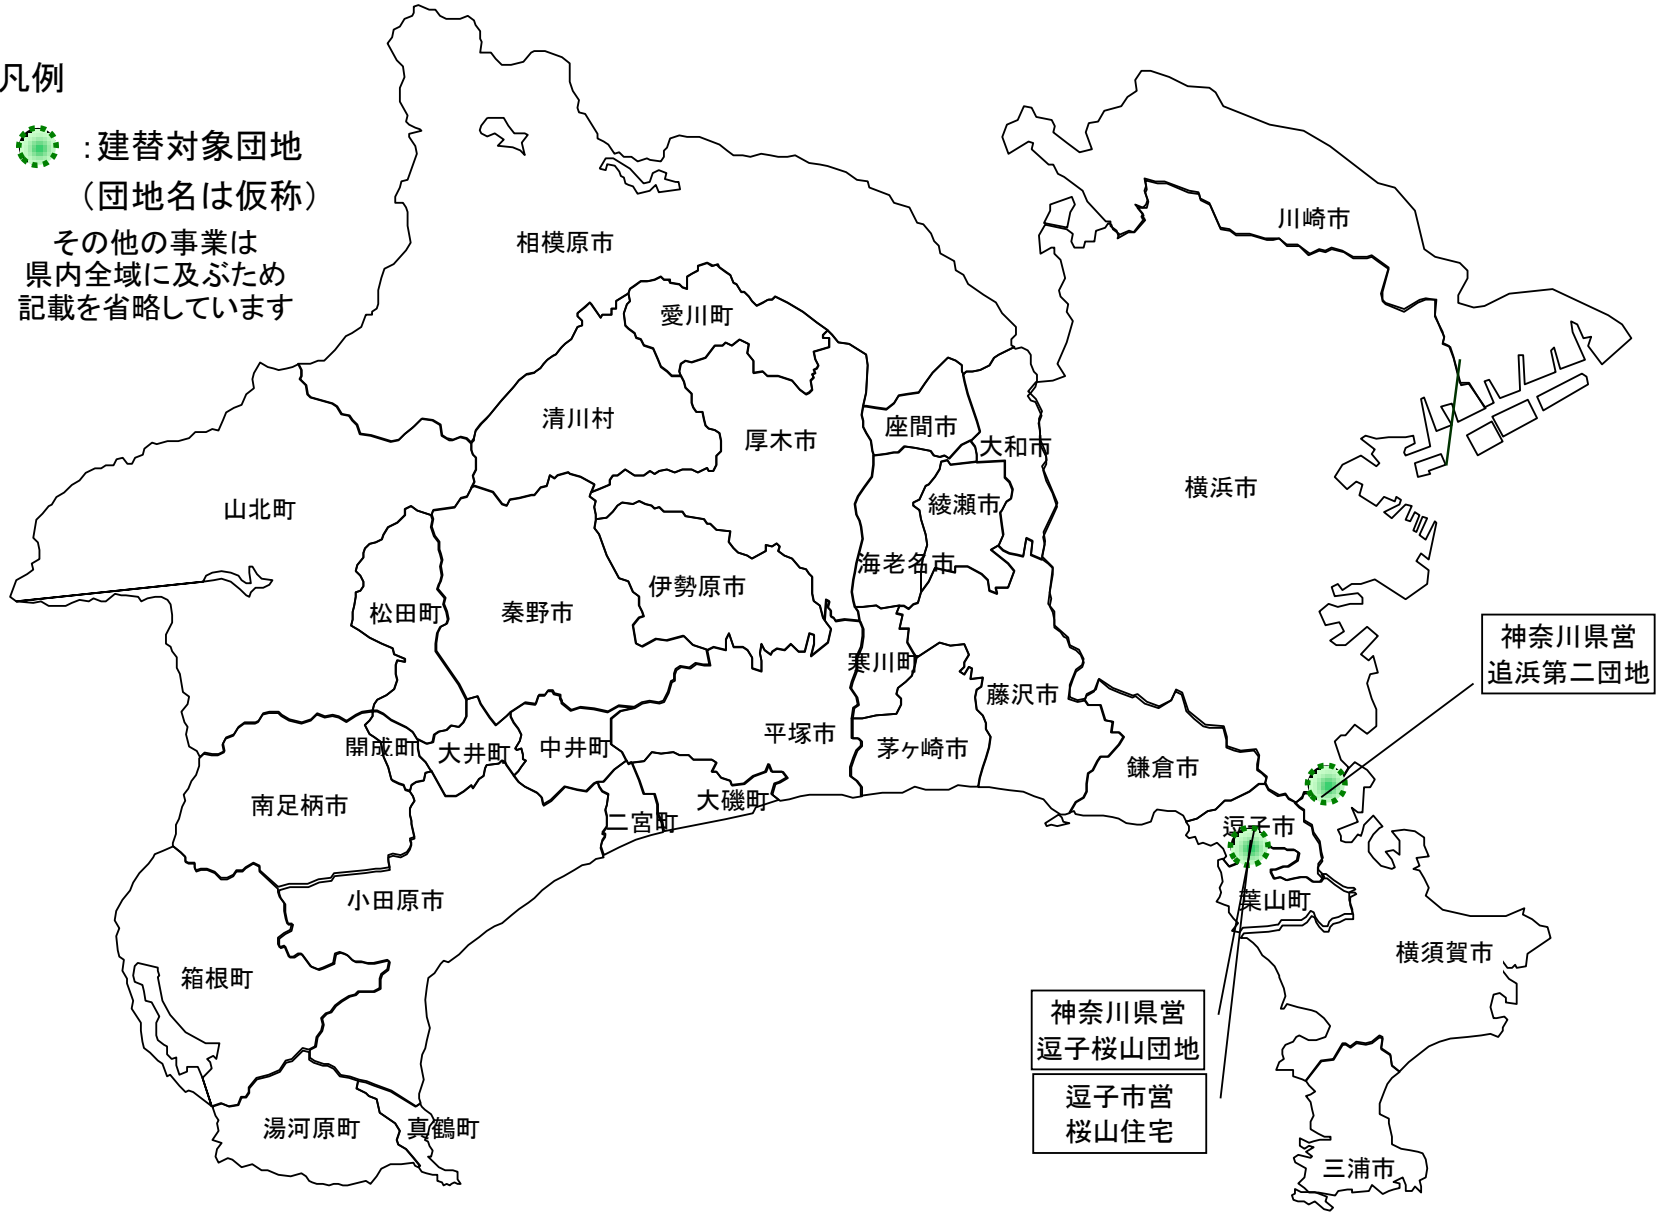 凡例
：建替対象団地
（団地名は仮称）
その他の事業は
県内全域に及ぶため
記載を省略しています
川崎市
相模原市
愛川町
清川村
厚木市
座間市
大和市
横浜市
綾瀬市
山北町
海老名市
伊勢原市
松田町
秦野市
神奈川県営
追浜第二団地
寒川町
藤沢市
平塚市
茅ヶ崎市
開成町
大井町
中井町
鎌倉市
南足柄市
大磯町
二宮町
逗子市
小田原市
葉山町
横須賀市
箱根町
神奈川県営
逗子桜山団地
逗子市営
桜山住宅
湯河原町
真鶴町
三浦市